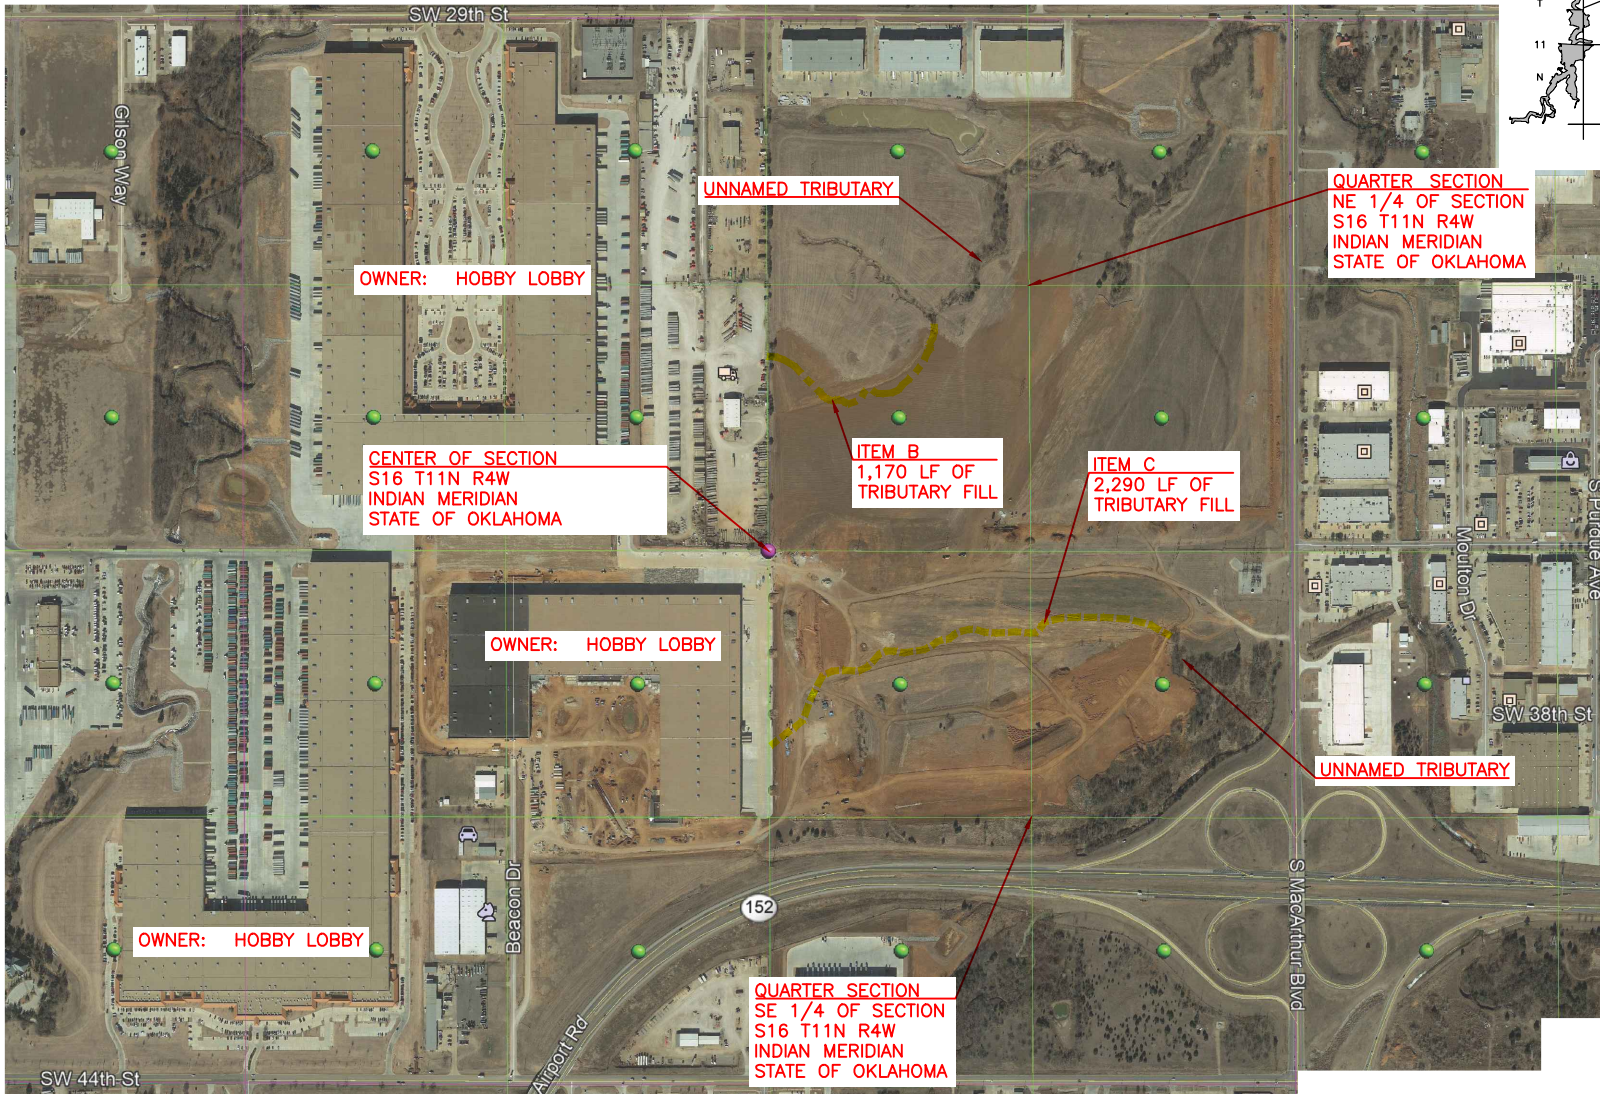 SW 29th St
T
11
N
Gilson Way
UNNAMED TRIBUTARY
QUARTER SECTION
NE 1/4 OF SECTION
S16 T11N R4W
INDIAN MERIDIAN
STATE OF OKLAHOMA
OWNER: HOBBY LOBBY
CENTER OF SECTION
S16 T11N R4W
INDIAN MERIDIAN
STATE OF OKLAHOMA
ITEM B
1,170 LF OF
TRIBUTARY FILL
ITEM C
2,290 LF OF
TRIBUTARY FILL
S Purdue Ave
Moulton Dr
OWNER: HOBBY LOBBY
SW 38th St
UNNAMED TRIBUTARY
Beacon Dr
152
S MacArthur Blvd
OWNER: HOBBY LOBBY
QUARTER SECTION
SE 1/4 OF SECTION
S16 T11N R4W
INDIAN MERIDIAN
STATE OF OKLAHOMA
Airport Rd
SW 44th St